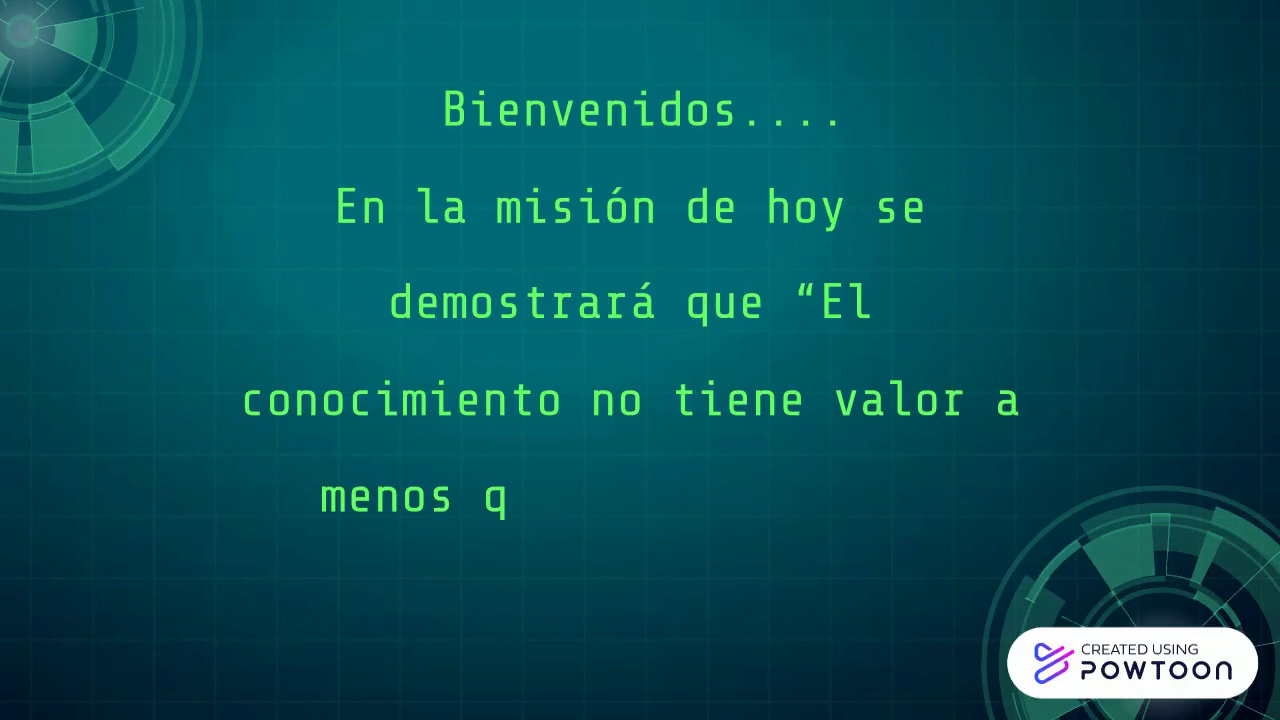 Bienvenidos....
En la misión de hoy se
demostrará que “El
conocimiento no tiene valor a
menos q
CREATED USING
POWTOON